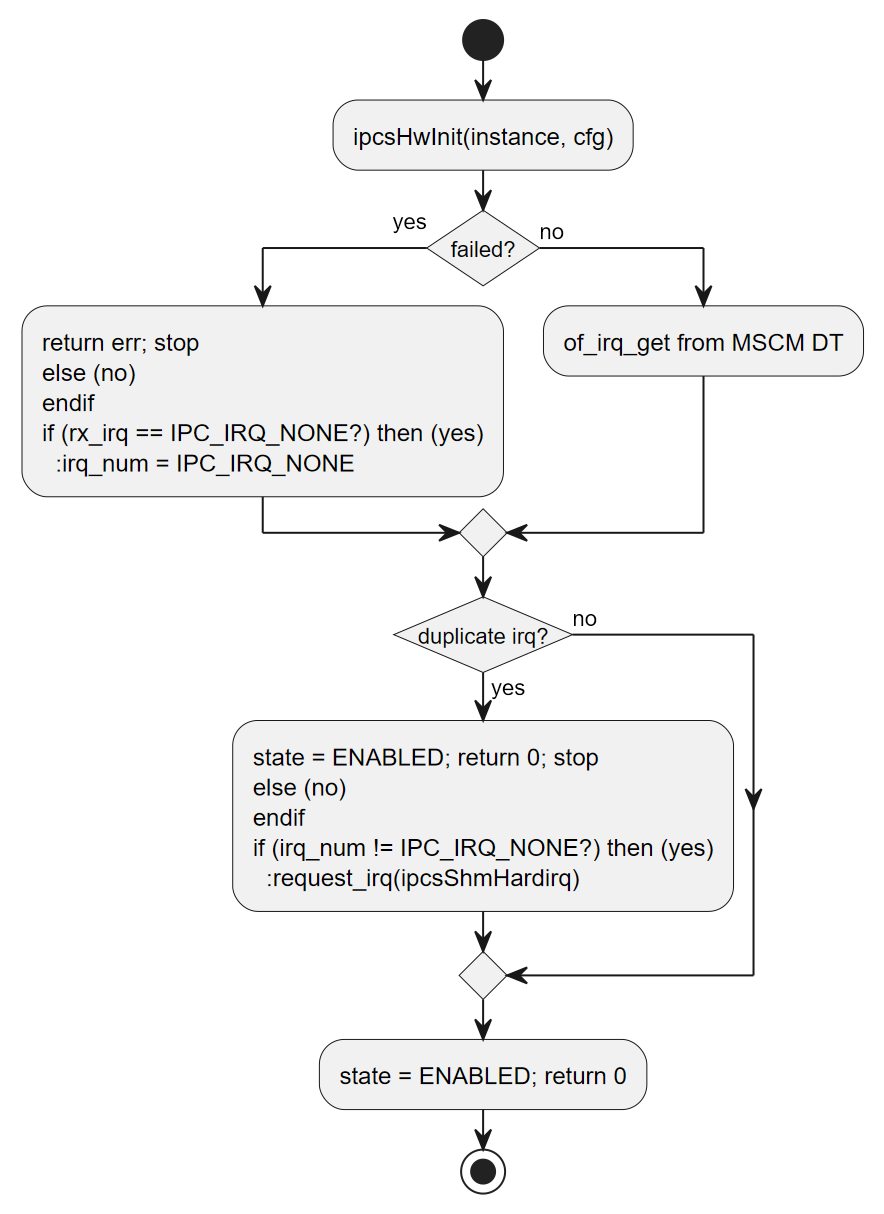 ipcsHwInit(instance, cfg)
yes
failed?
no
return err; stop
else (no)
endif
if (rx_irq == IPC_IRQ_NONE?) then (yes)
:irq_num = IPC_IRQ_NONE
of_irq_get from MSCM DT
duplicate irq?
no
yes
state = ENABLED; return 0; stop
else (no)
endif
if (irq_num != IPC_IRQ_NONE?) then (yes)
:request_irq(ipcsShmHardirq)
state = ENABLED; return 0